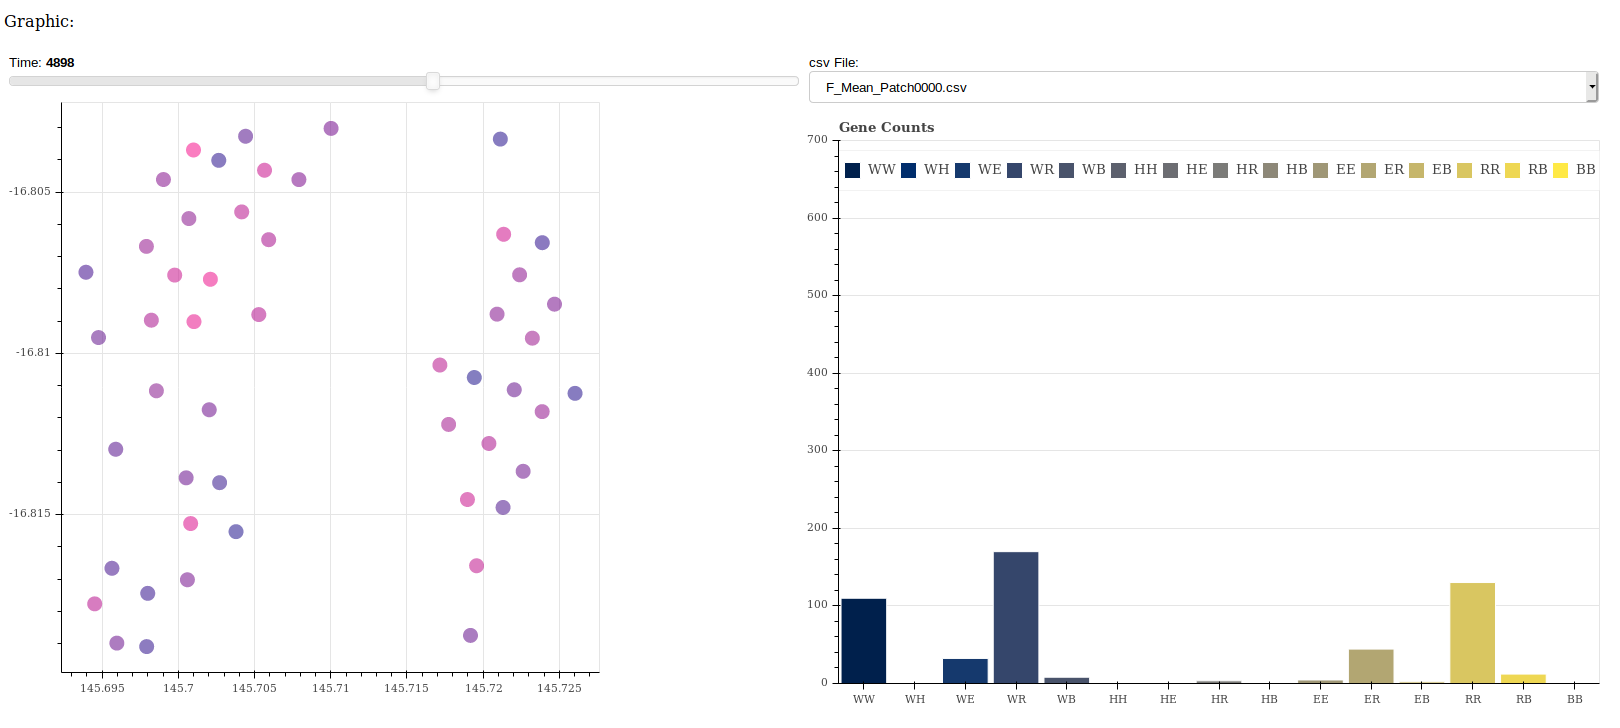 Graphic:
Time: 4898
csv File:
F_Mean_Patch0000.csv
-16.805
-16.81
-16.815
145.695 145.7 145.705 145.71 145.715 145.72 145.725
Gene Counts
700
WW WH WE WR WB HH HE HR HB EE ER EB RR RB BB
600
500
400
300
200
100
0
WW WH WE WR WB HH HE HR HB EE ER EB RR RB BB